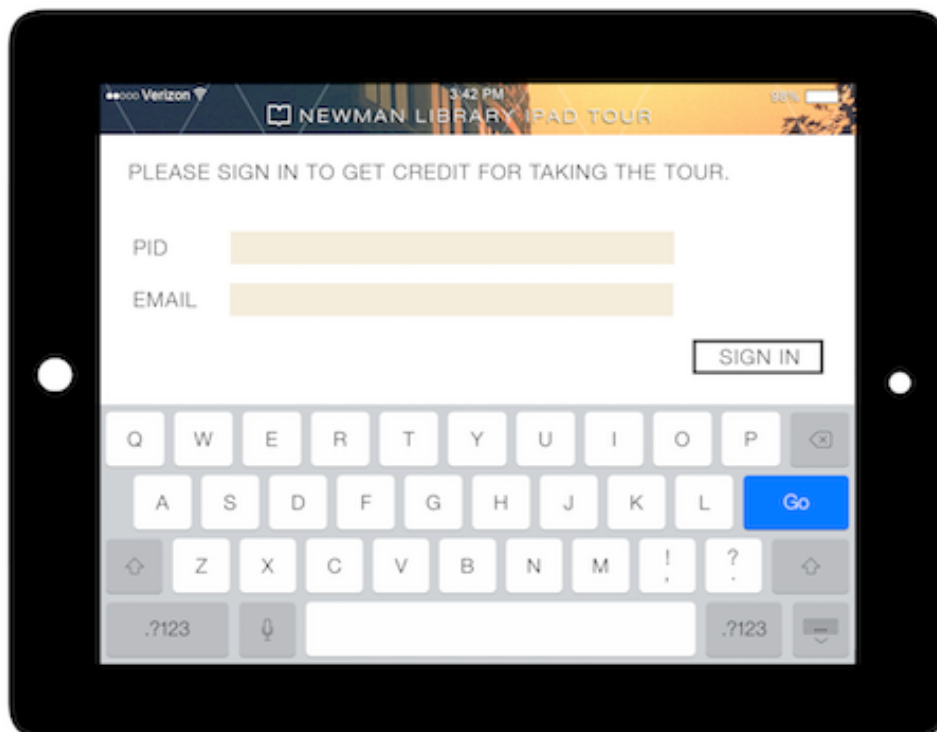 Verizon 3:42 PM 98%
NEWMAN LIBRARY IPAD TOUR
PLEASE SIGN IN TO GET CREDIT FOR TAKING THE TOUR.
PID
EMAIL
SIGN IN
Q W E R T Y U I O P
A S D F G H J K L Go
Z X C V B N M ! , ? .
.?123 .?123